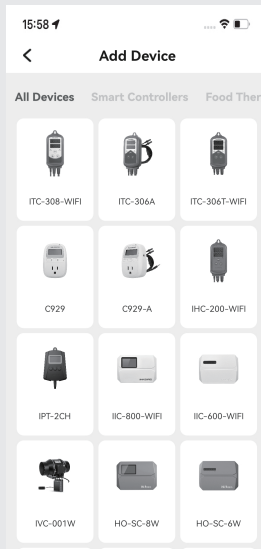 15:58
Add Device
All Devices Smart Controllers Food Ther
ITC-308-WIFI ITC-306A ITC-306T-WIFI
C929 C929-A IHC-200-WIFI
IPT-2CH IIC-800-WIFI IIC-600-WIFI
IVC-001W HO-SC-8W HO-SC-6W